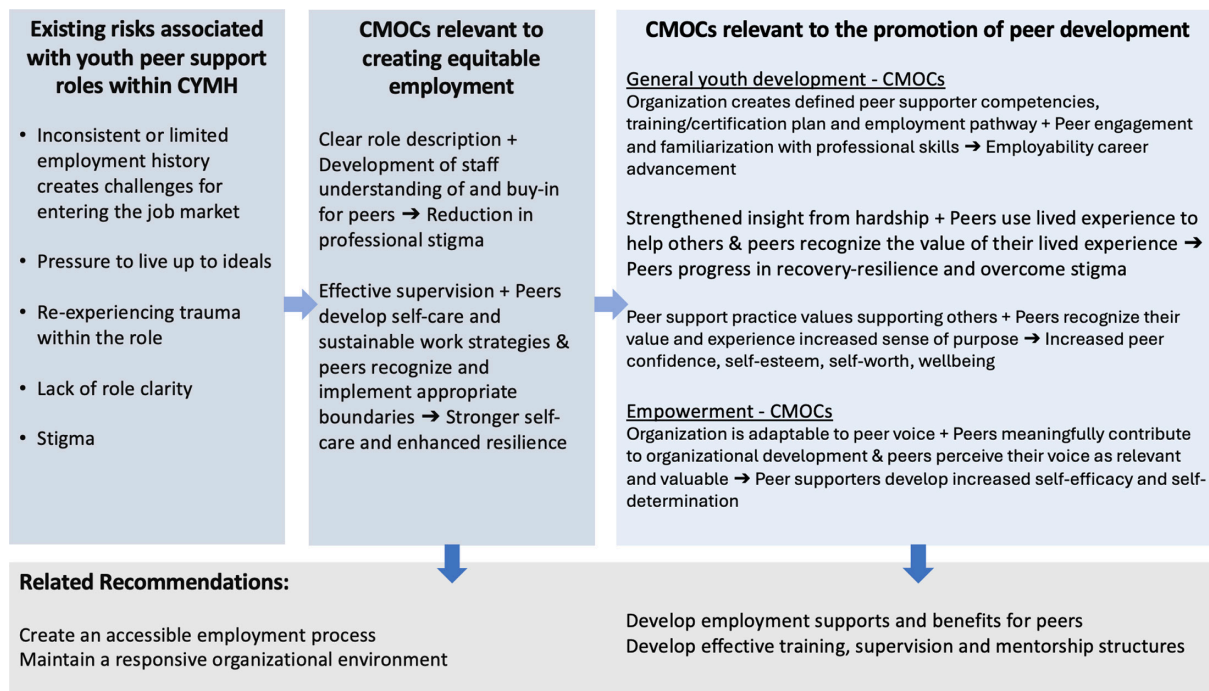 Existing risks associated
with youth peer support
roles within CYMH
• Inconsistent or limited
employment history
creates challenges for
entering the job market
• Pressure to live up to ideals
• Re-experiencing trauma
within the role
• Lack of role clarity
• Stigma
CMOCs relevant to
creating equitable
employment
Clear role description +
Development of staff
understanding of and buy-in
for peers ➔ Reduction in
professional stigma
Effective supervision + Peers
develop self-care and
sustainable work strategies &
peers recognize and
implement appropriate
boundaries ➔ Stronger self-
care and enhanced resilience
CMOCs relevant to the promotion of peer development
General youth development - CMOCs
Organization creates defined peer supporter competencies,
training/certification plan and employment pathway + Peer engagement
and familiarization with professional skills ➔ Employability career
advancement
Strengthened insight from hardship + Peers use lived experience to
help others & peers recognize the value of their lived experience ➔
Peers progress in recovery-resilience and overcome stigma
Peer support practice values supporting others + Peers recognize their
value and experience increased sense of purpose ➔ Increased peer
confidence, self-esteem, self-worth, wellbeing
Empowerment - CMOCs
Organization is adaptable to peer voice + Peers meaningfully contribute
to organizational development & peers perceive their voice as relevant
and valuable ➔ Peer supporters develop increased self-efficacy and self-
determination
Related Recommendations:
Create an accessible employment process
Maintain a responsive organizational environment
Develop employment supports and benefits for peers
Develop effective training, supervision and mentorship structures